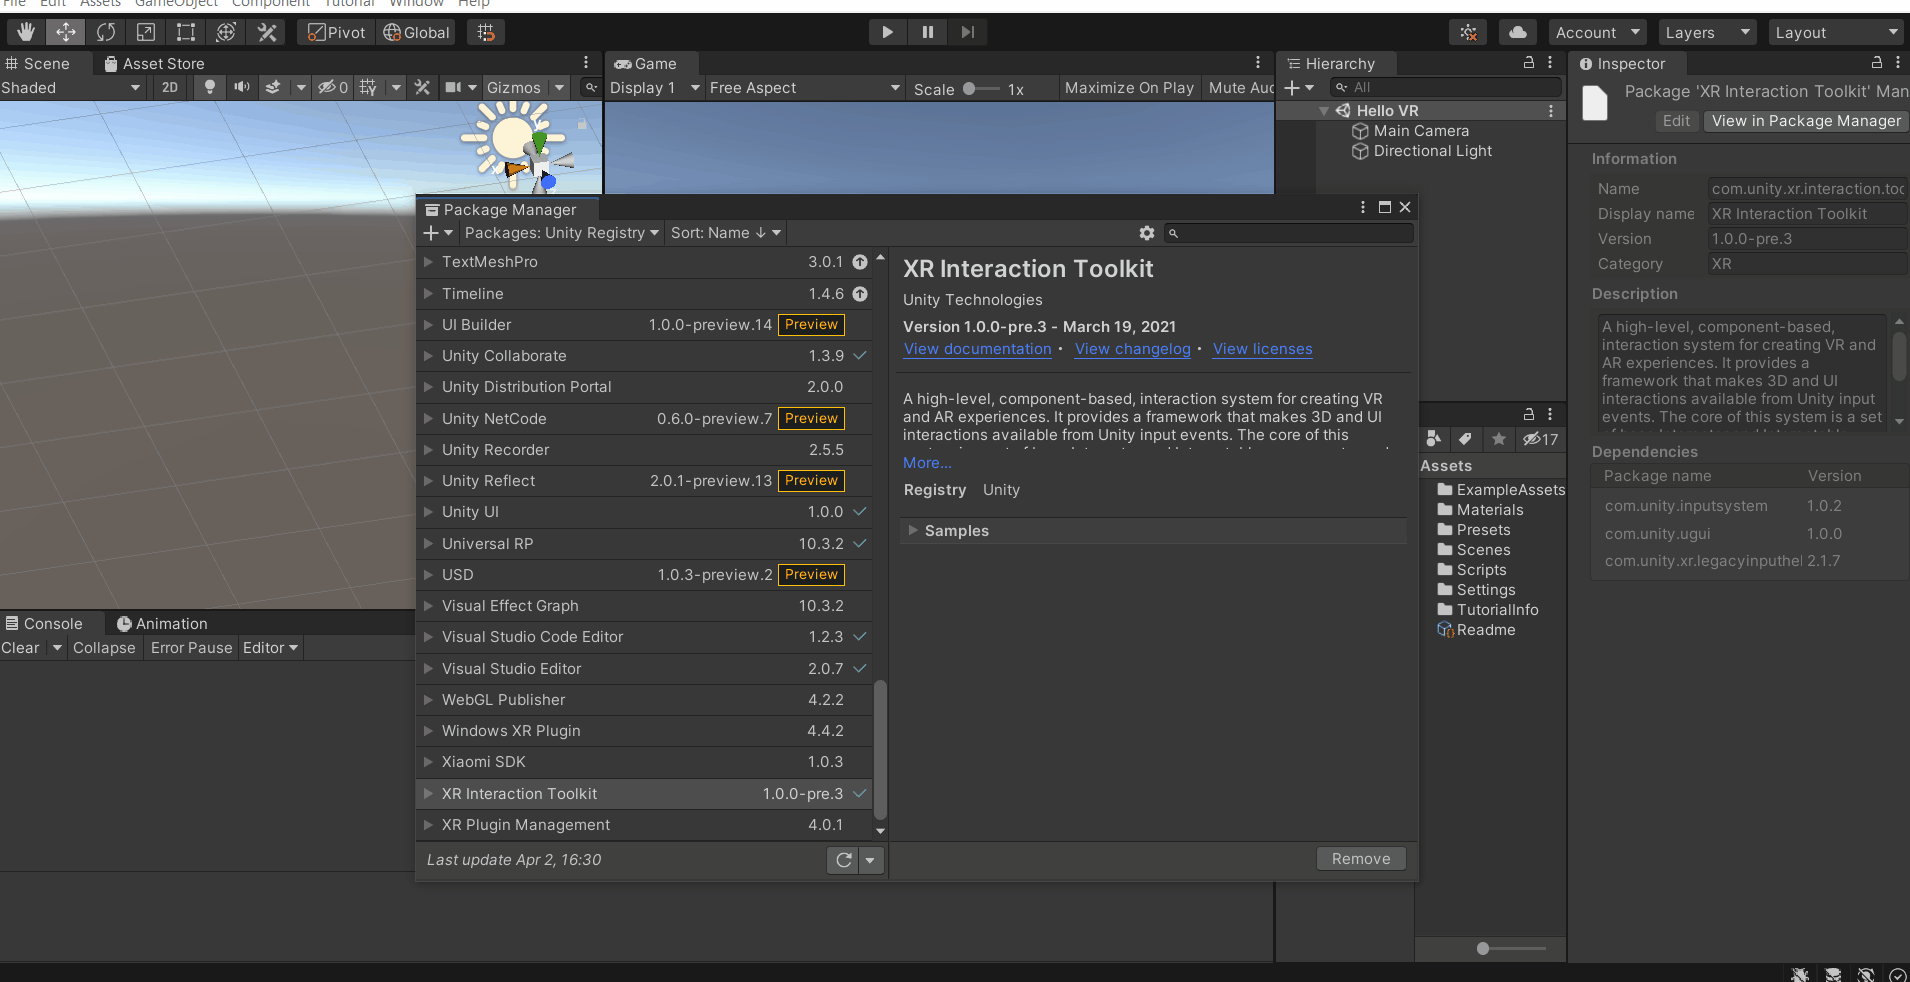 File Edit Assets GameObject Component Tutorial Window Help
Pivot Global Account Layers Layout
Scene Asset Store
Shaded 2D 0 Gizmos
Game
Display 1 Free Aspect Scale 1x Maximize On Play Mute Auc
Hierarchy
All
Hello VR
Main Camera
Directional Light
Inspector
Package 'XR Interaction Toolkit' Man
Edit View in Package Manager
Information
Name com.unity.xr.interaction.too
Display name XR Interaction Toolkit
Version 1.0.0-pre.3
Category XR
Description
A high-level, component-based,
interaction system for creating VR and
AR experiences. It provides a
framework that makes 3D and UI
interactions available from Unity input
events. The core of this system is a set
Dependencies
Package name Version
com.unity.inputsystem 1.0.2
com.unity.ugui 1.0.0
com.unity.xr.legacyinputhel 2.1.7
Package Manager
Packages: Unity Registry Sort: Name ↓
TextMeshPro 3.0.1
Timeline 1.4.6
UI Builder 1.0.0-preview.14 Preview
Unity Collaborate 1.3.9
Unity Distribution Portal 2.0.0
Unity NetCode 0.6.0-preview.7 Preview
Unity Recorder 2.5.5
Unity Reflect 2.0.1-preview.13 Preview
Unity UI 1.0.0
Universal RP 10.3.2
USD 1.0.3-preview.2 Preview
Visual Effect Graph 10.3.2
Visual Studio Code Editor 1.2.3
Visual Studio Editor 2.0.7
WebGL Publisher 4.2.2
Windows XR Plugin 4.4.2
Xiaomi SDK 1.0.3
XR Interaction Toolkit 1.0.0-pre.3
XR Plugin Management 4.0.1
Last update Apr 2, 16:30
XR Interaction Toolkit
Unity Technologies
Version 1.0.0-pre.3 - March 19, 2021
View documentation • View changelog • View licenses
A high-level, component-based, interaction system for creating VR
and AR experiences. It provides a framework that makes 3D and UI
interactions available from Unity input events. The core of this
More...
Registry Unity
Samples
Remove
17
Assets
ExampleAssets
Materials
Presets
Scenes
Scripts
Settings
TutorialInfo
Readme
Console Animation
Clear Collapse Error Pause Editor